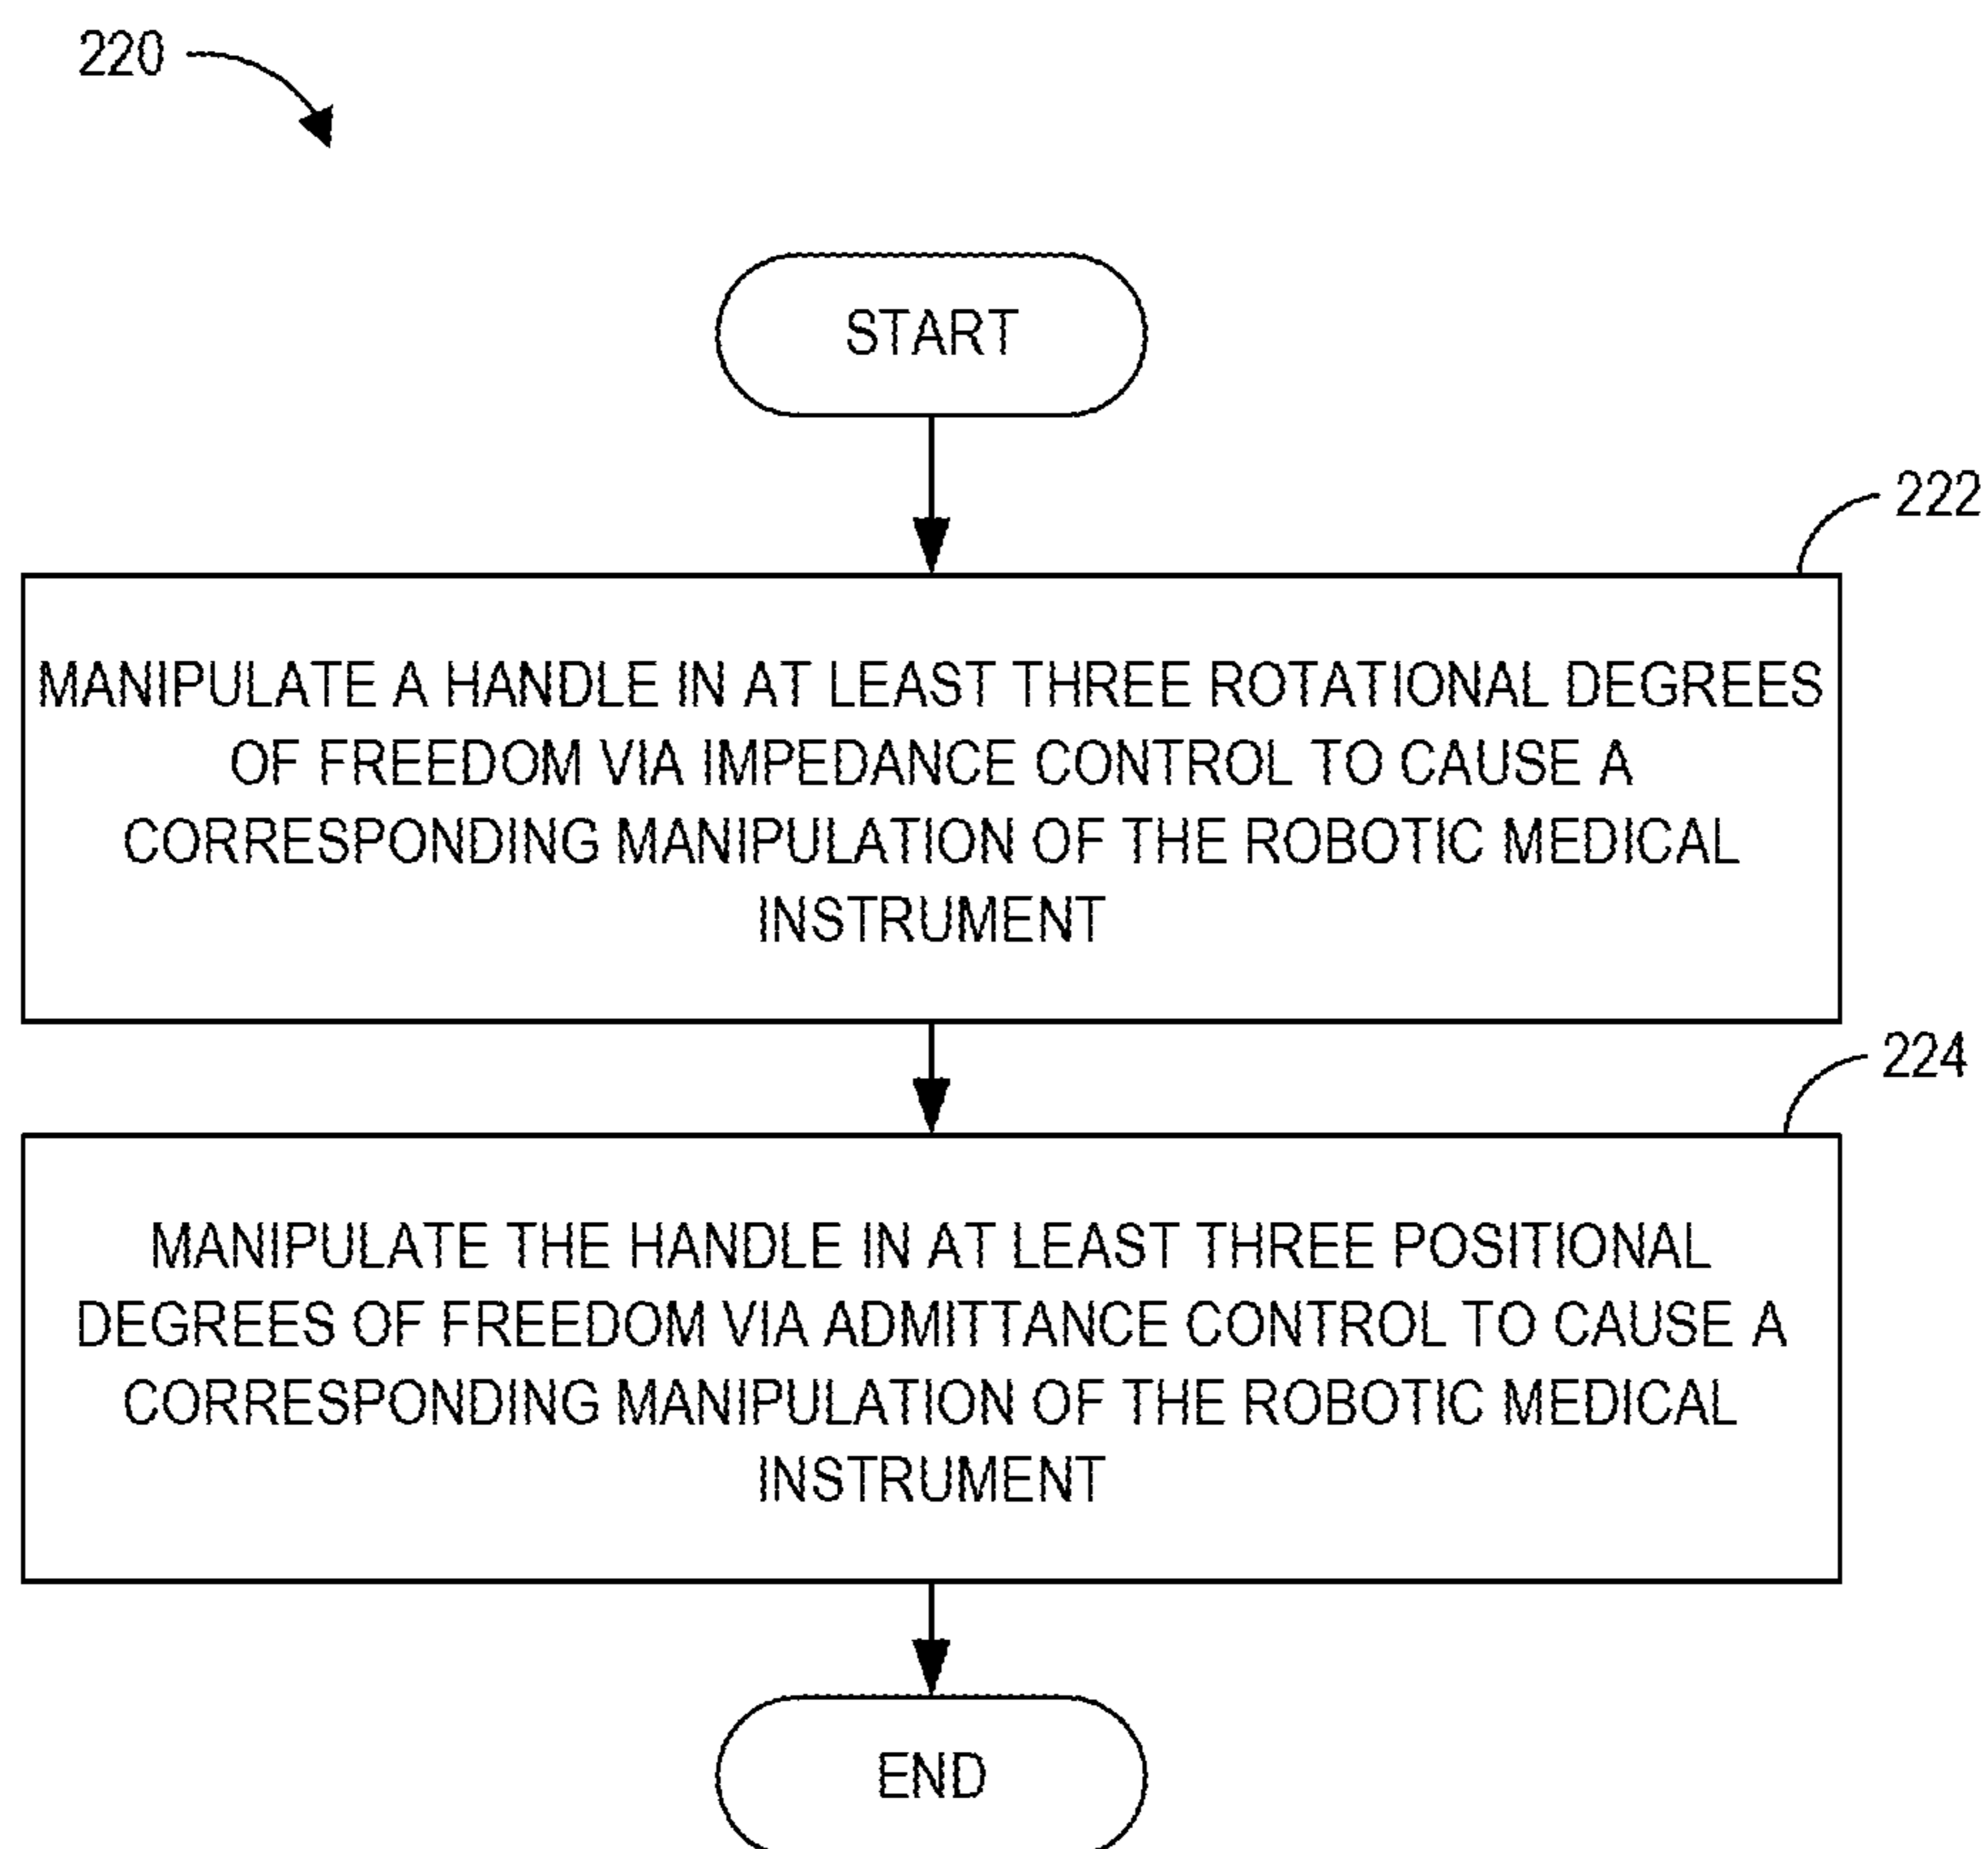 220
START
222
MANIPULATE A HANDLE IN AT LEAST THREE ROTATIONAL DEGREES
OF FREEDOM VIA IMPEDANCE CONTROL TO CAUSE A
CORRESPONDING MANIPULATION OF THE ROBOTIC MEDICAL
INSTRUMENT
224
MANIPULATE THE HANDLE IN AT LEAST THREE POSITIONAL
DEGREES OF FREEDOM VIA ADMITTANCE CONTROL TO CAUSE A
CORRESPONDING MANIPULATION OF THE ROBOTIC MEDICAL
INSTRUMENT
END